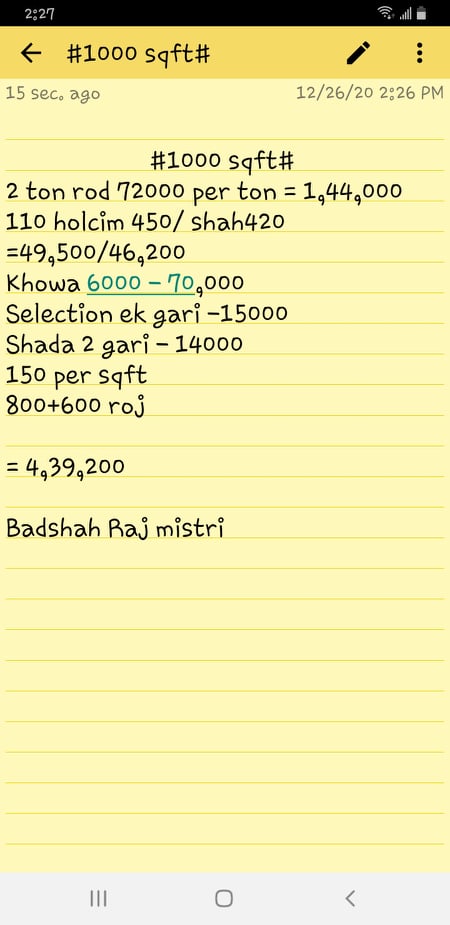 2:27
#1000 sqft#
15 sec. ago 12/26/20 2:26 PM
#1000 sqft#
2 ton rod 72000 per ton = 1,44,000
110 holcim 450/ shah420
=49,500/46,200
Khowa 6000 – 70,000
Selection ek gari –15000
Shada 2 gari – 14000
150 per sqft
800+600 roj
= 4,39,200
Badshah Raj mistri